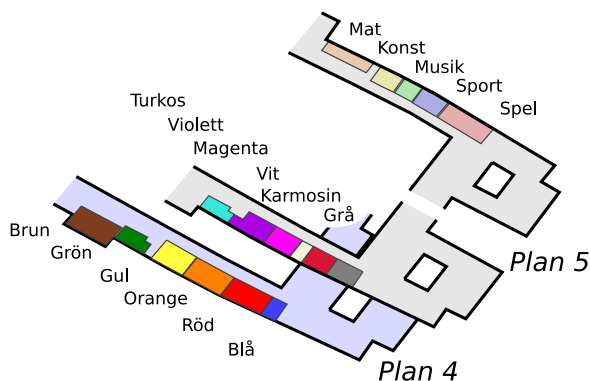 Mat
Konst
Musik
Sport
Spel
Turkos
Violett
Magenta
Vit
Karmosin
Grå
Plan 5
Brun
Grön
Gul
Orange
Röd
Blå
Plan 4